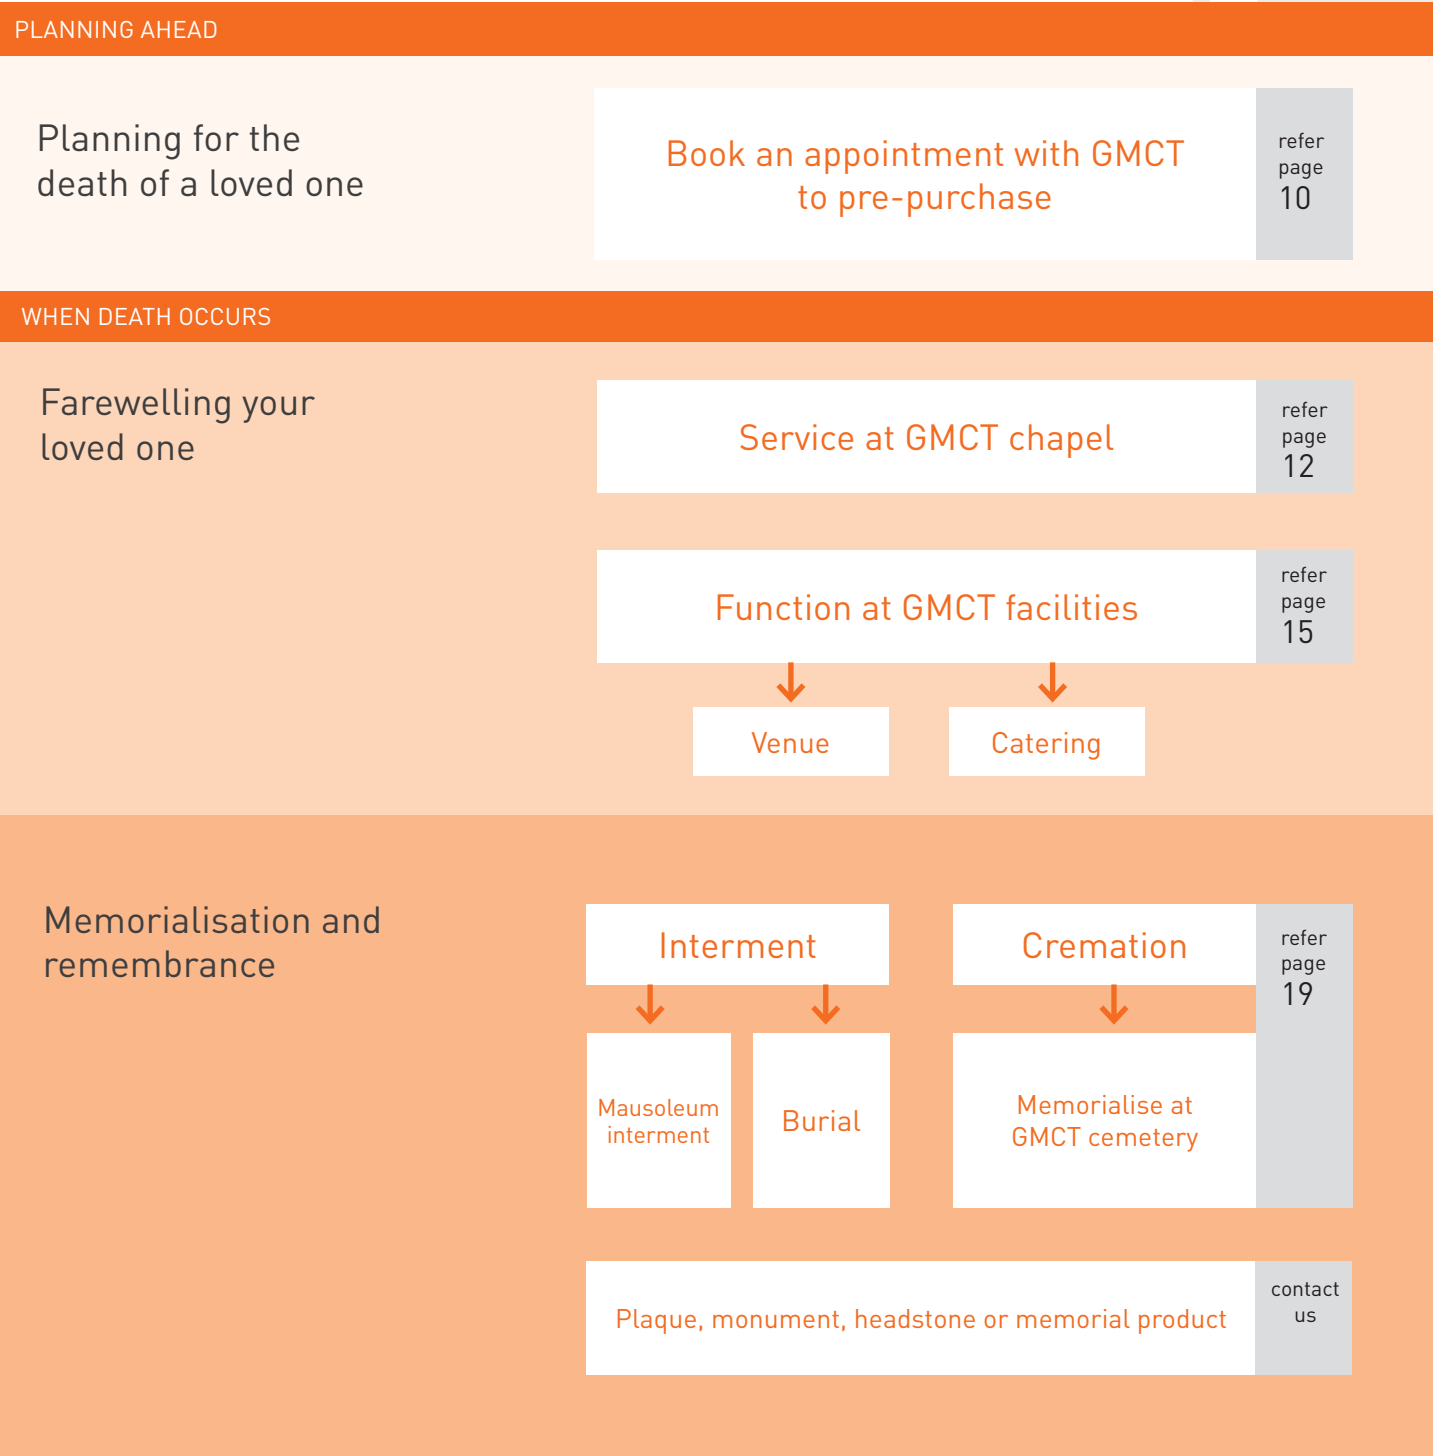 PLANNING AHEAD
Planning for the
death of a loved one
Book an appointment with GMCT
to pre-purchase
refer
page
10
WHEN DEATH OCCURS
Farewelling your
loved one
Service at GMCT chapel
refer
page
12
Function at GMCT facilities
refer
page
15
Venue
Catering
Memorialisation and
remembrance
Interment
Cremation
refer
page
19
Mausoleum
interment
Burial
Memorialise at
GMCT cemetery
Plaque, monument, headstone or memorial product
contact
us